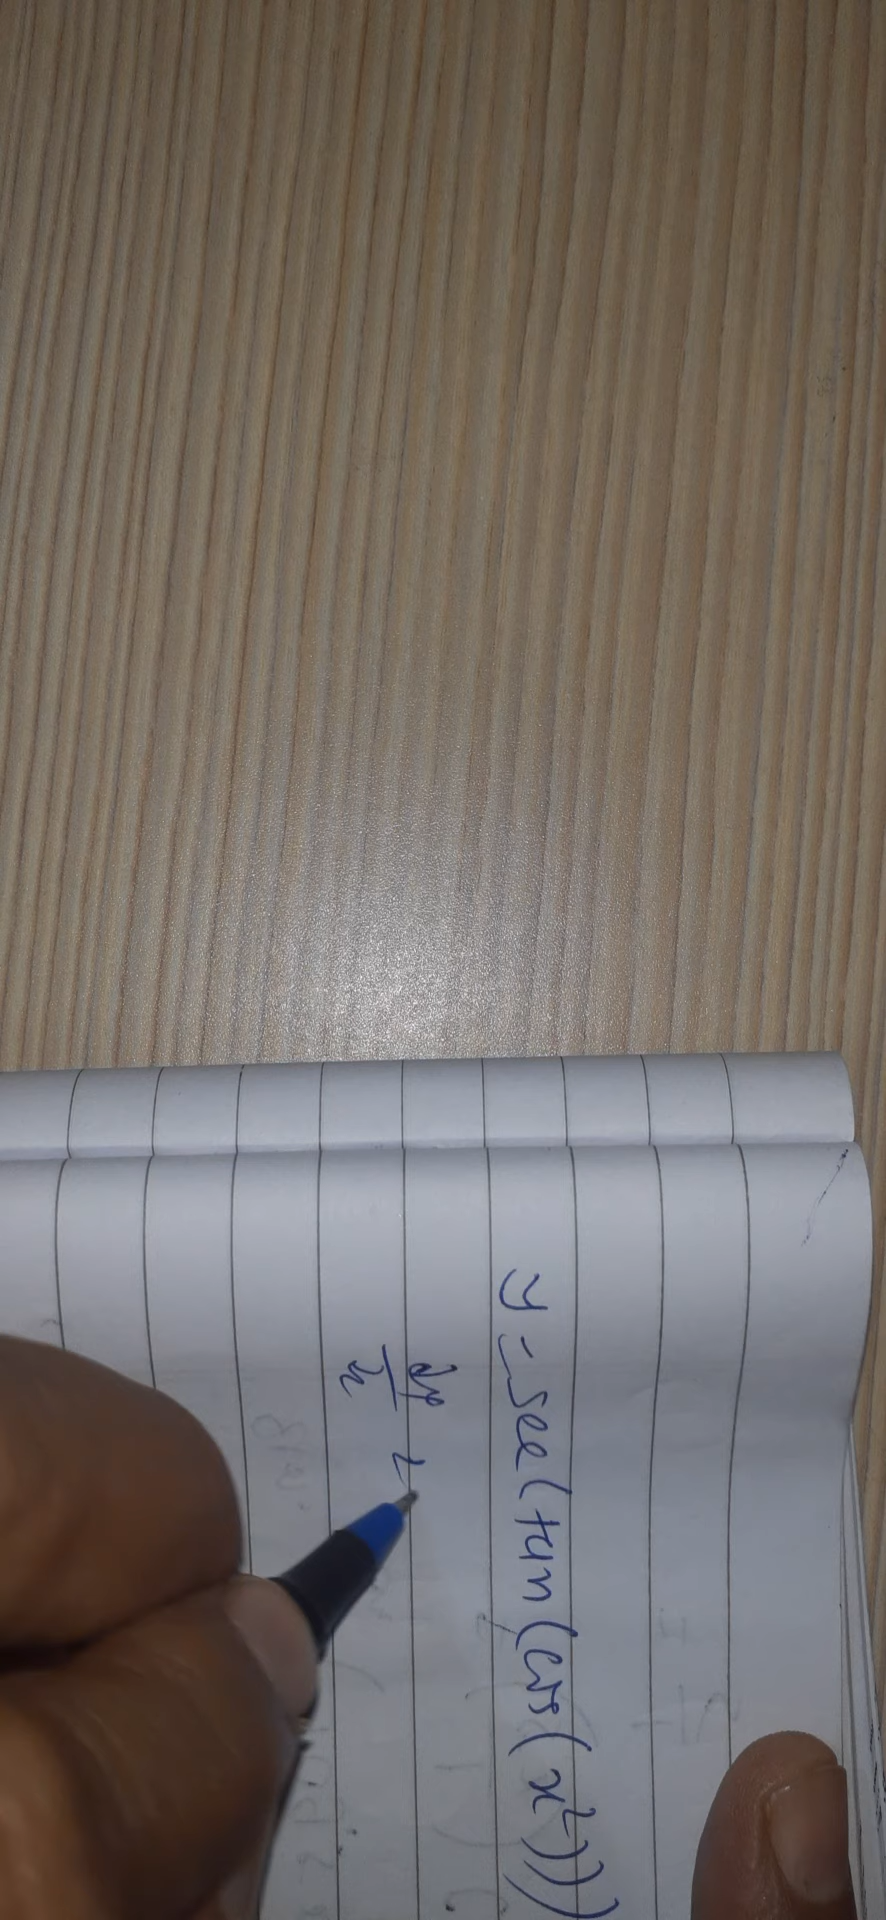 y = sec(tan(cos(x²)))
dy/dx =